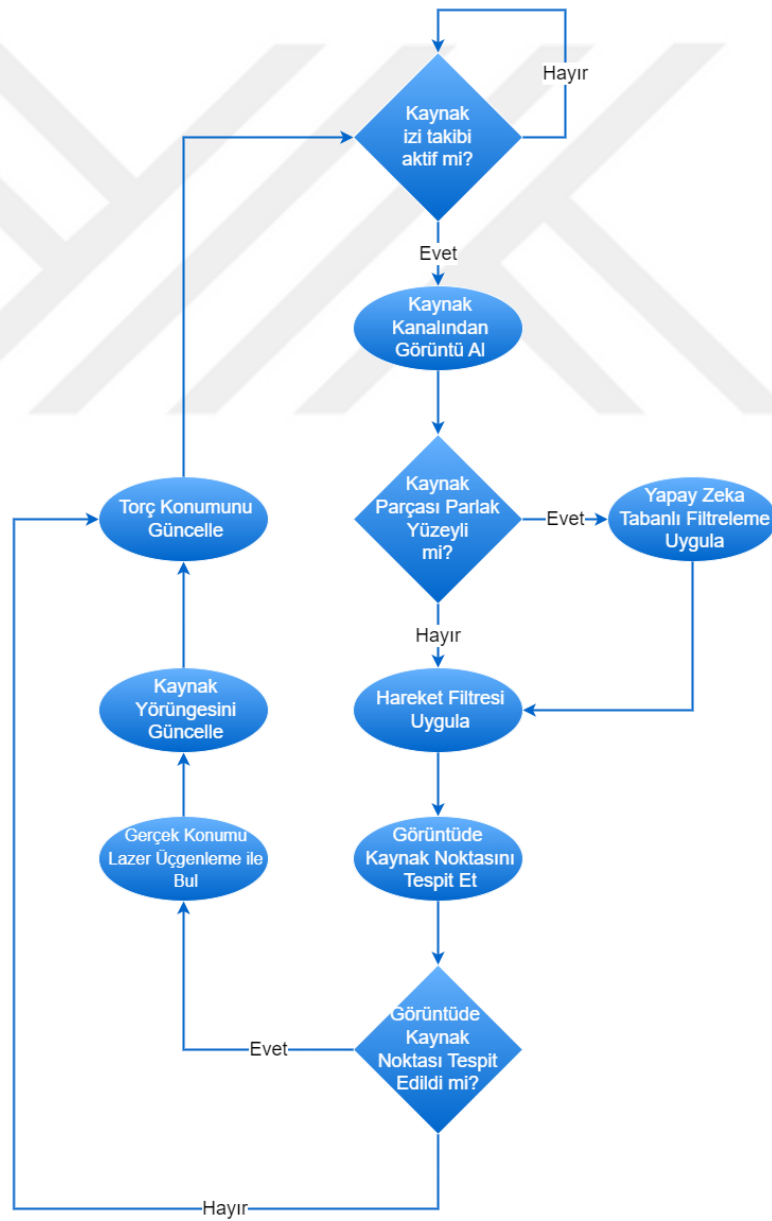 Hayır
Kaynak
izi takibi
aktif mi?
Evet
Kaynak
Kanalından
Görüntü Al
Kaynak
Parçası Parlak
Yüzeyli
mi?
Evet
Yapay Zeka
Tabanlı Filtreleme
Uygula
Torç Konumunu
Güncelle
Hayır
Hareket Filtresi
Uygula
Kaynak
Yörüngesini
Güncelle
Görüntüde
Kaynak Noktasını
Tespit Et
Gerçek Konumu
Lazer Üçgenleme ile
Bul
Görüntüde
Kaynak
Noktası Tespit
Edildi mi?
Evet
Hayır